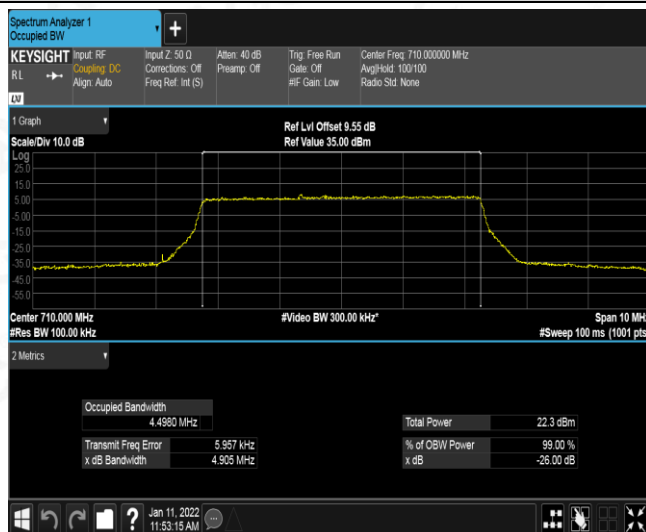 Spectrum Analyzer 1
Occupied BW
+
KEYSIGHT Input: RF Input Z: 50 Ω Atten: 40 dB Trig: Free Run Center Freq: 710.000000 MHz
RL Coupling: DC Corrections: Off Preamp: Off Gate: Off Avg|Hold: 100/100
Align: Auto Freq Ref: Int (S) #IF Gain: Low Radio Std: None
LXI
1 Graph
Ref Lvl Offset 9.55 dB
Scale/Div 10.0 dB Ref Value 35.00 dBm
Log
25.0
15.0
5.00
-5.00
-15.0
-25.0
-35.0
-45.0
-55.0
Center 710.000 MHz #Video BW 300.00 kHz* Span 10 MHz
#Res BW 100.00 kHz #Sweep 100 ms (1001 pts
2 Metrics
Occupied Bandwidth
4.4980 MHz Total Power 22.3 dBm
Transmit Freq Error 5.957 kHz % of OBW Power 99.00 %
x dB Bandwidth 4.905 MHz x dB -26.00 dB
? Jan 11, 2022
11:53:15 AM